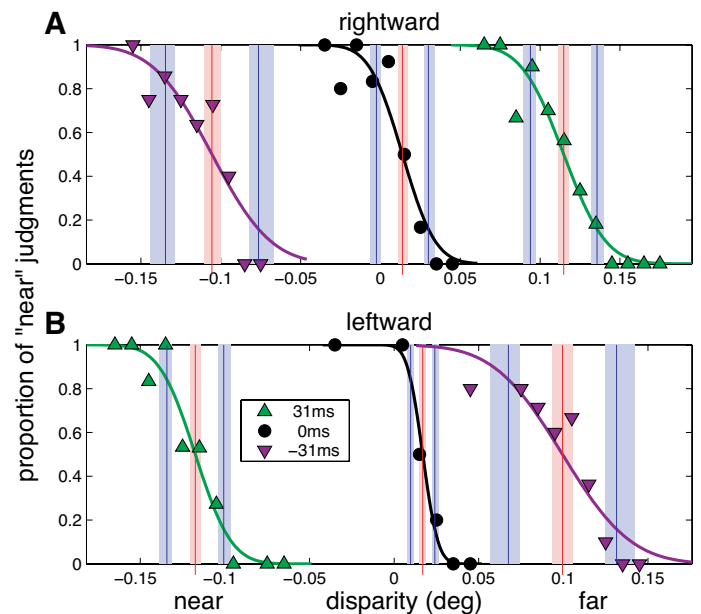 A
rightward
1
0.8
0.6
0.4
0.2
0
−0.15 −0.1 −0.05 0 0.05 0.1 0.15
proportion of "near" judgments
B
leftward
1
0.8
0.6
0.4
0.2
0
31ms
0ms
−31ms
−0.15 −0.1 −0.05 0 0.05 0.1 0.15
near disparity (deg) far